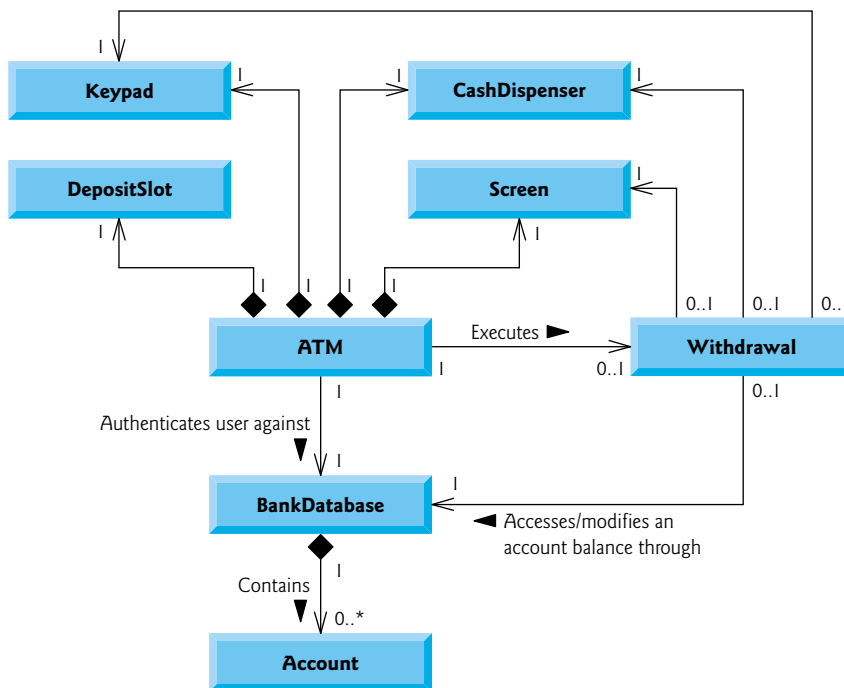 1
1
1
1
Keypad
CashDispenser
1
DepositSlot
Screen
1
1
1
1
1
1
0..1
0..1
0..
Executes
ATM
Withdrawal
1
0..1
1
0..1
Authenticates user against
1
1
BankDatabase
Accesses/modifies an
account balance through
1
Contains
0..*
Account